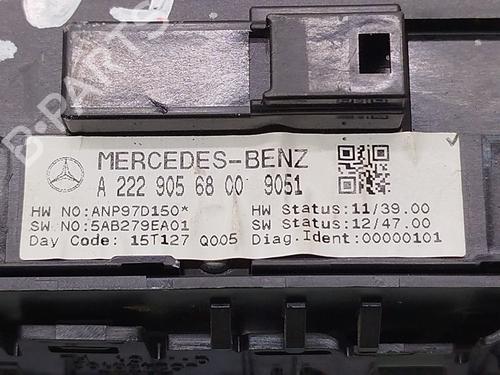 B-PARTS
MERCEDES-BENZ
A 222 905 68 00 9051
HW NO:ANP97D150* HW Status:11/39.00
SW NO:5AB279EA01 SW Status:12/47.00
Day Code: 15T127 Q005 Diag.Ident:00000101